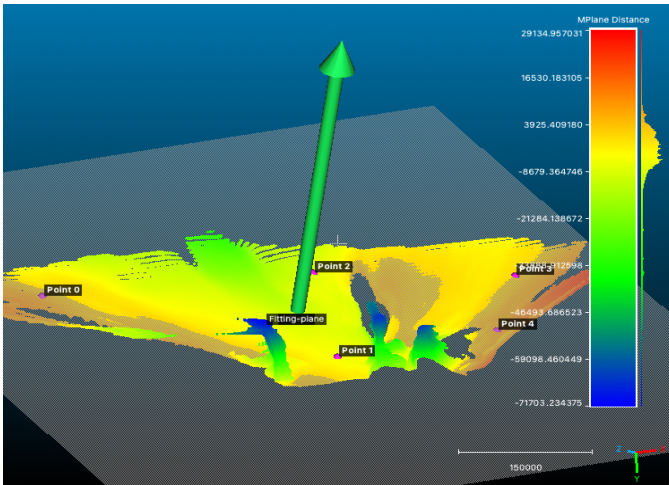 MPlane Distance
29134.957031
16530.183105
3925.409180
-8679.364746
-21284.138672
Point 2
Point 3
Point 0
-46493.686523
Fitting-plane
Point 4
Point 1
-59098.460449
-71703.234375
150000
Z
X
Y